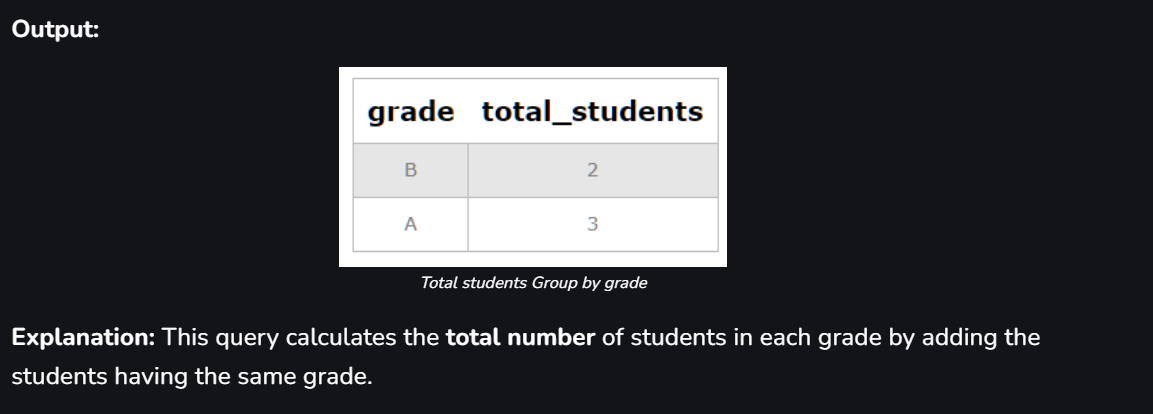 Output:
grade total_students
B 2
A 3
Total students Group by grade
Explanation: This query calculates the total number of students in each grade by adding the
students having the same grade.